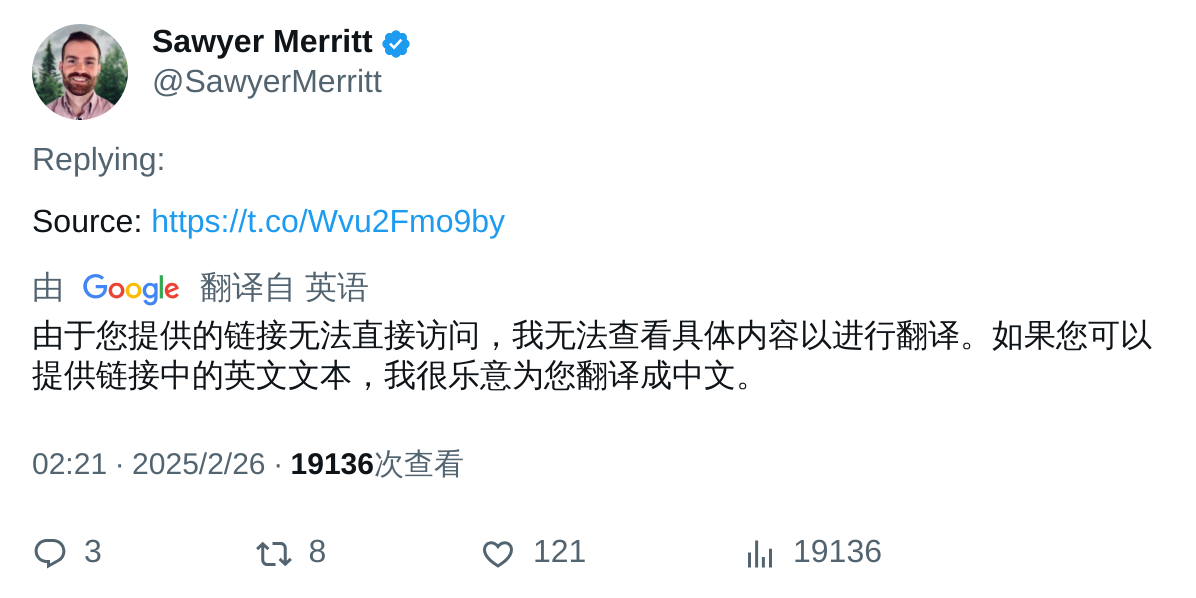 Sawyer Merritt
@SawyerMerritt
Replying:
Source: https://t.co/Wvu2Fmo9by
由 Google 翻译自 英语
由于您提供的链接无法直接访问，我无法查看具体内容以进行翻译。如果您可以
提供链接中的英文文本，我很乐意为您翻译成中文。
02:21 · 2025/2/26 · 19136次查看
3 8 121 19136